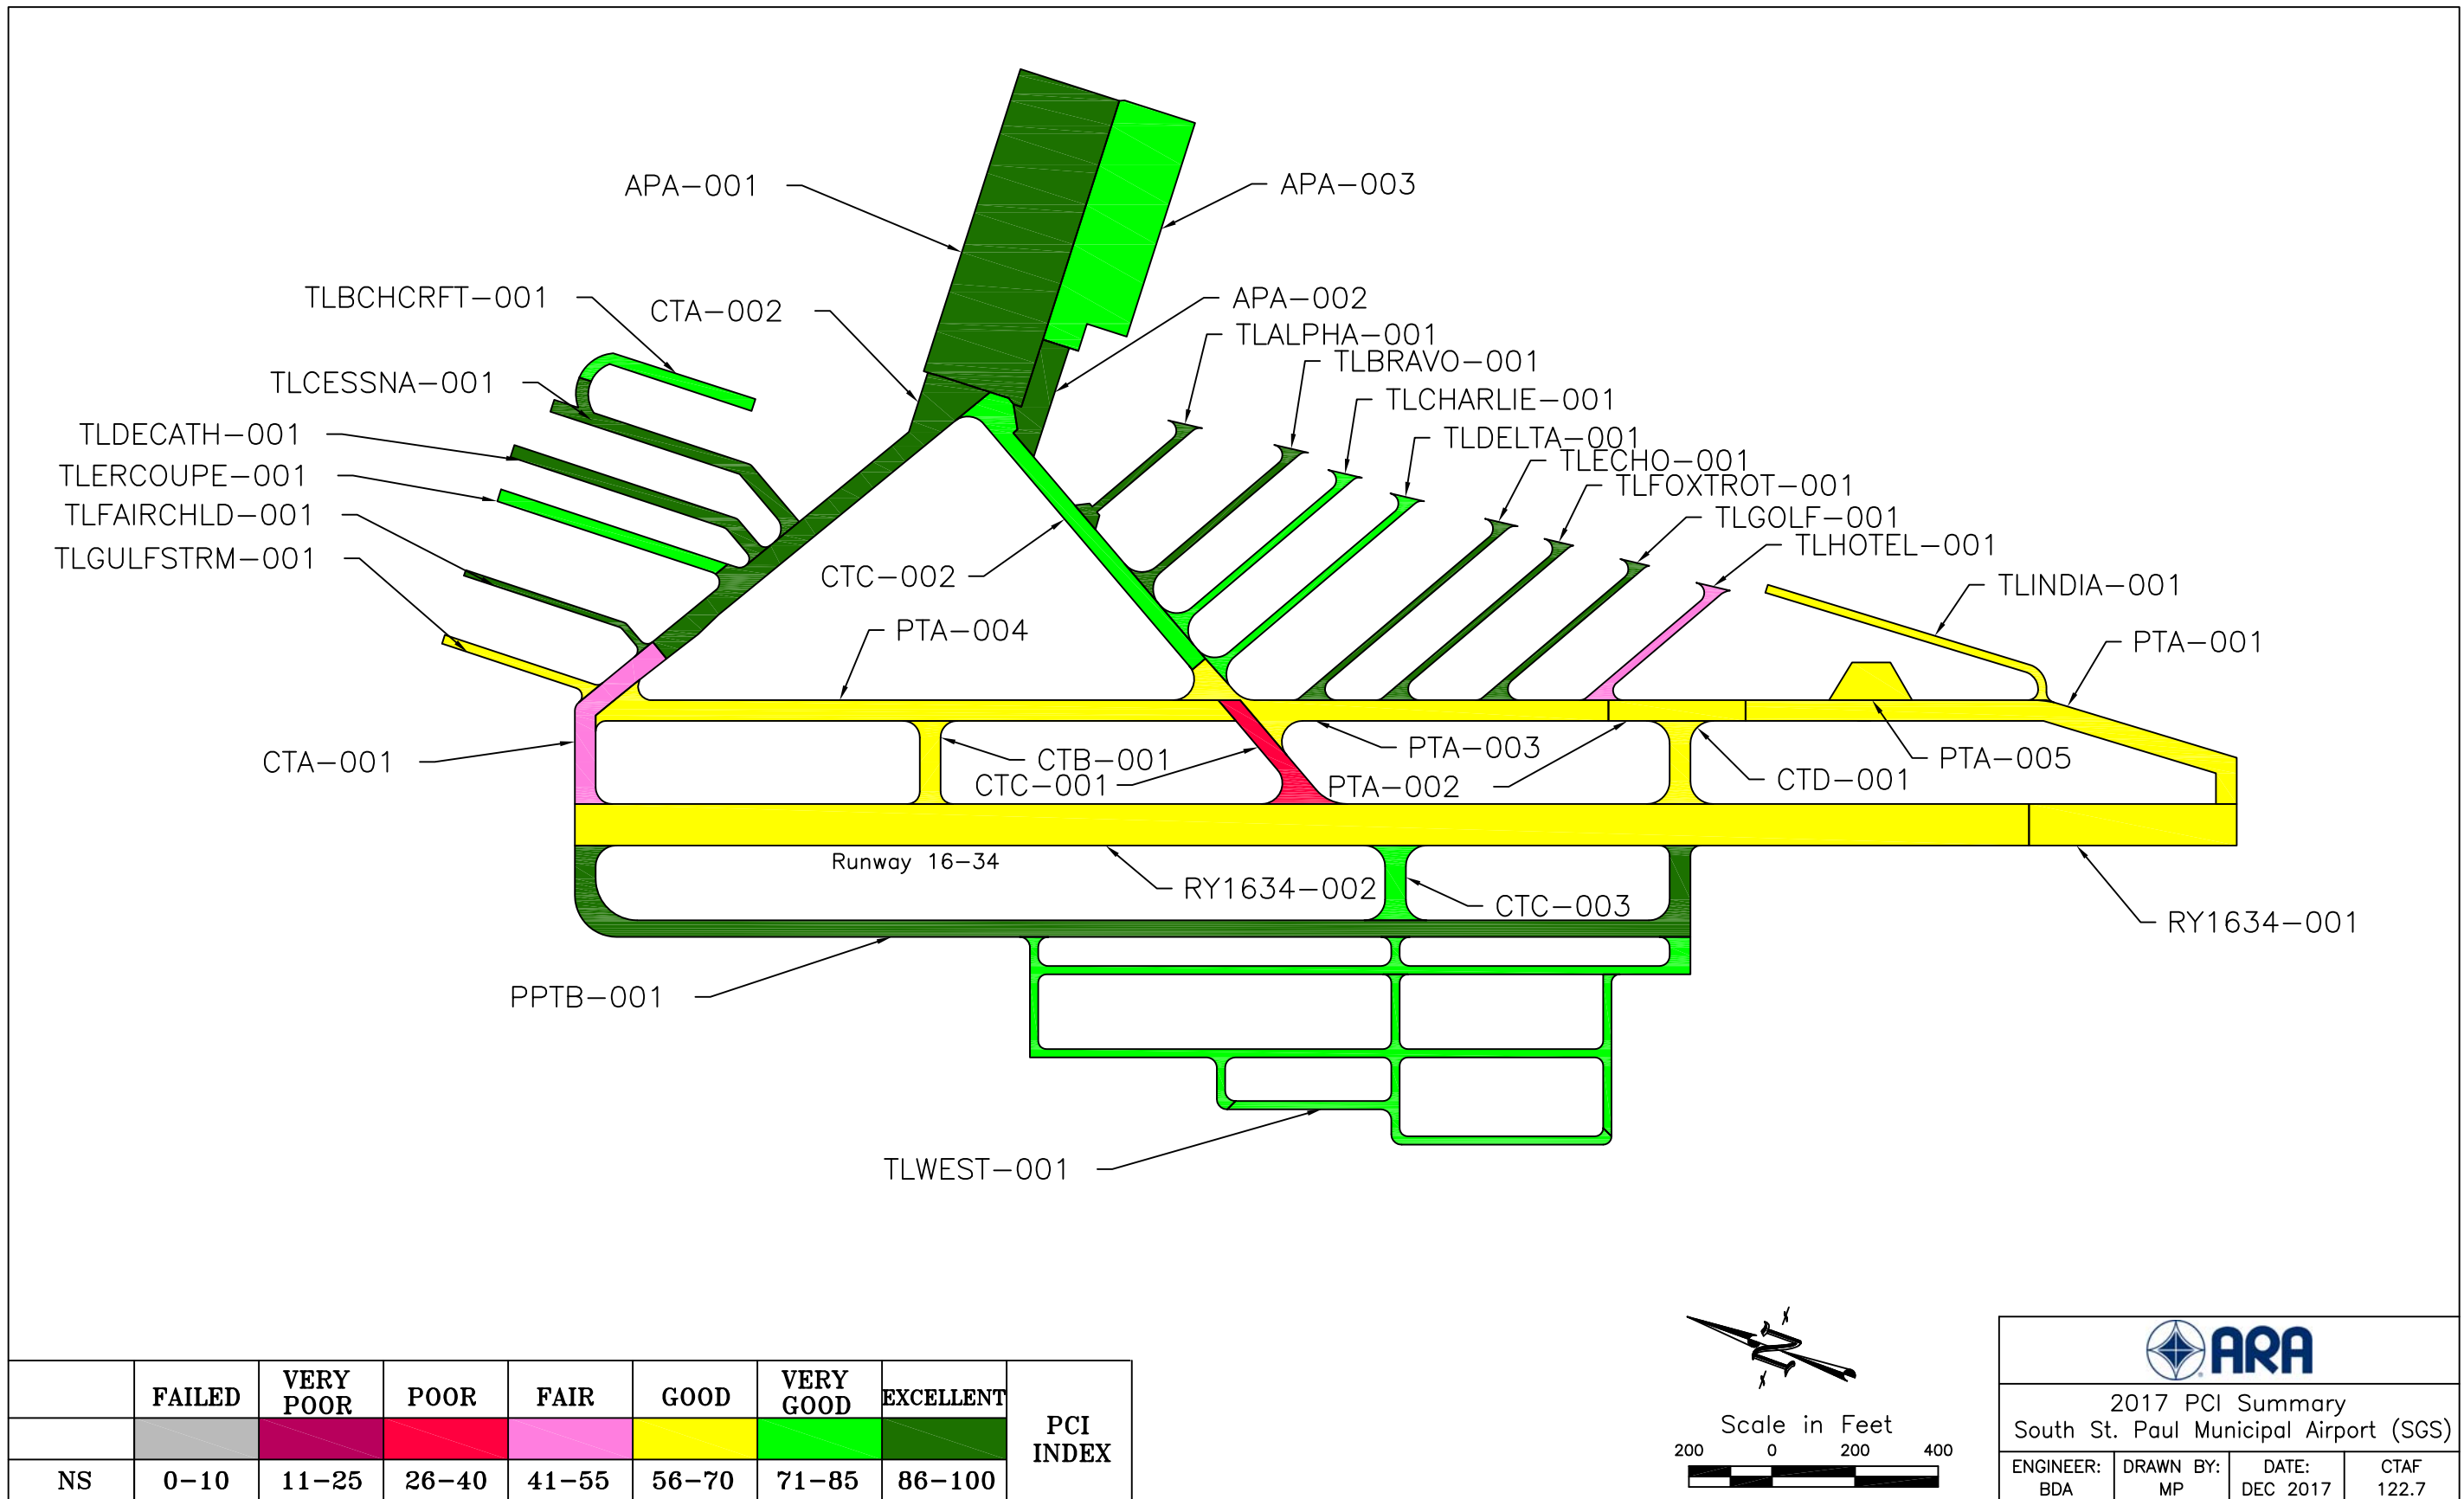 APA-001
APA-003
TLBCHCRFT-001
CTA-002
APA-002
TLALPHA-001
TLBRAVO-001
TLCESSNA-001
TLCHARLIE-001
TLDECATH-001
TLDELTA-001
TLECHO-001
TLERCOUPE-001
TLFOXTROT-001
TLFAIRCHLD-001
TLGOLF-001
TLHOTEL-001
TLGULFSTRM-001
CTC-002
TLINDIA-001
PTA-004
PTA-001
CTA-001
CTB-001
PTA-003
PTA-005
CTC-001
PTA-002
CTD-001
Runway 16-34
RY1634-002
CTC-003
RY1634-001
PPTB-001
TLWEST-001
N
Scale in Feet
200 0 200 400
FAILED VERY POOR POOR FAIR GOOD VERY GOOD EXCELLENT PCI INDEX
NS 0-10 11-25 26-40 41-55 56-70 71-85 86-100
ARA
2017 PCI Summary
South St. Paul Municipal Airport (SGS)
ENGINEER: DRAWN BY: DATE: CTAF
BDA MP DEC 2017 122.7